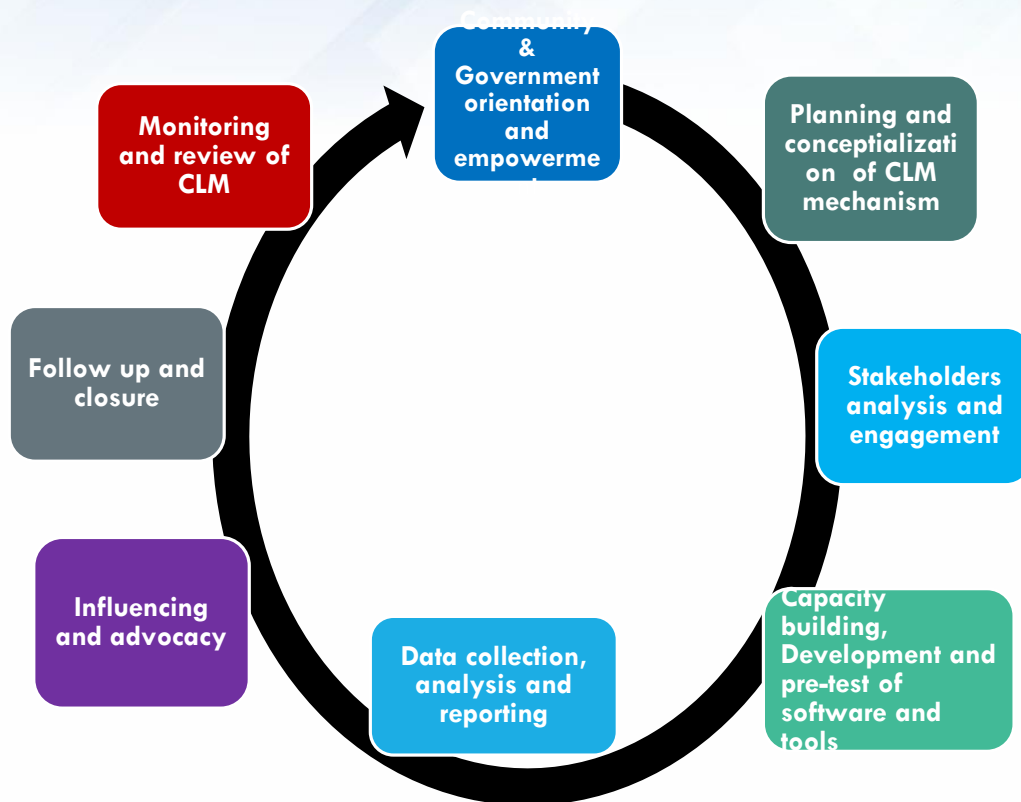 Community
&
Government
orientation
and
empowerme
Planning and
conceptializati
on of CLM
mechanism
Stakeholders
analysis and
engagement
Capacity
building,
Development and
pre-test of
software and
tools
Data collection,
analysis and
reporting
Influencing
and advocacy
Follow up and
closure
Monitoring
and review of
CLM